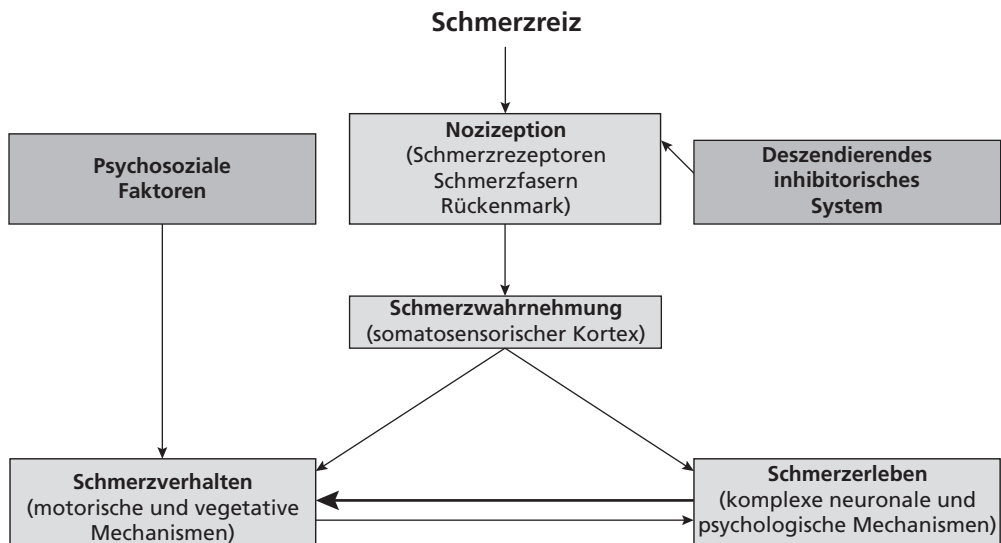 Schmerzreiz
Nozizeption
(Schmerzrezeptoren
Schmerzfasern
Rückenmark)
Psychosoziale
Faktoren
Deszendierendes
inhibitorisches
System
Schmerzwahrnehmung
(somatosensorischer Kortex)
Schmerzverhalten
(motorische und vegetative
Mechanismen)
Schmerzerleben
(komplexe neuronale und
psychologische Mechanismen)